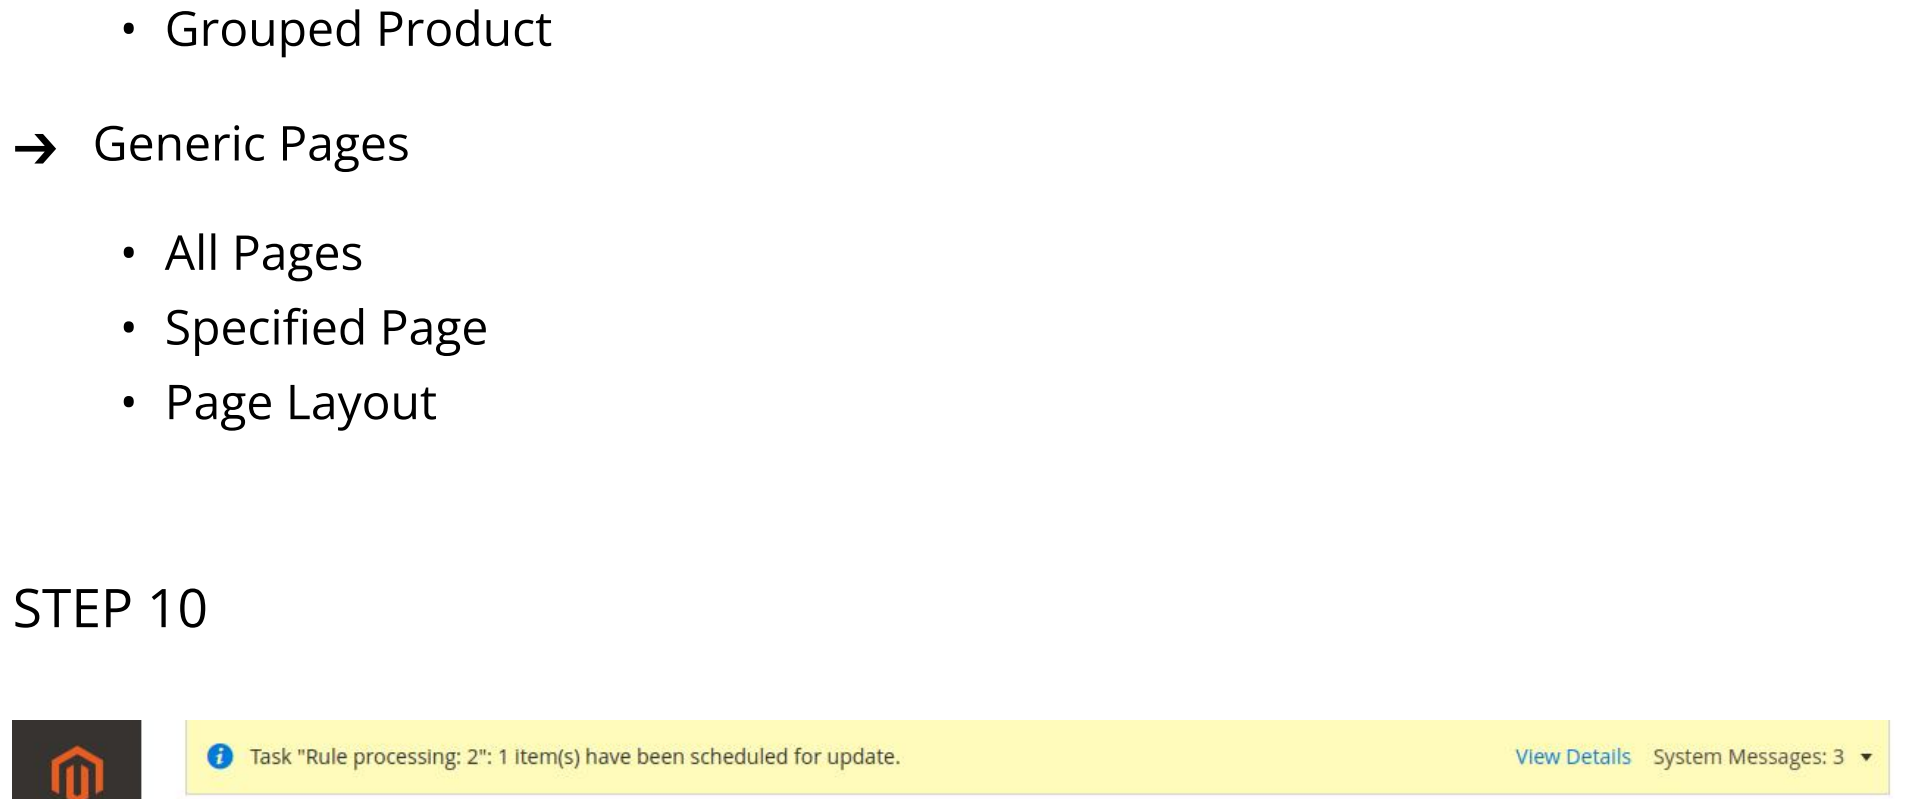 • Grouped Product
→ Generic Pages
• All Pages
• Specified Page
• Page Layout
STEP 10
Task "Rule processing: 2": 1 item(s) have been scheduled for update. View Details System Messages: 3